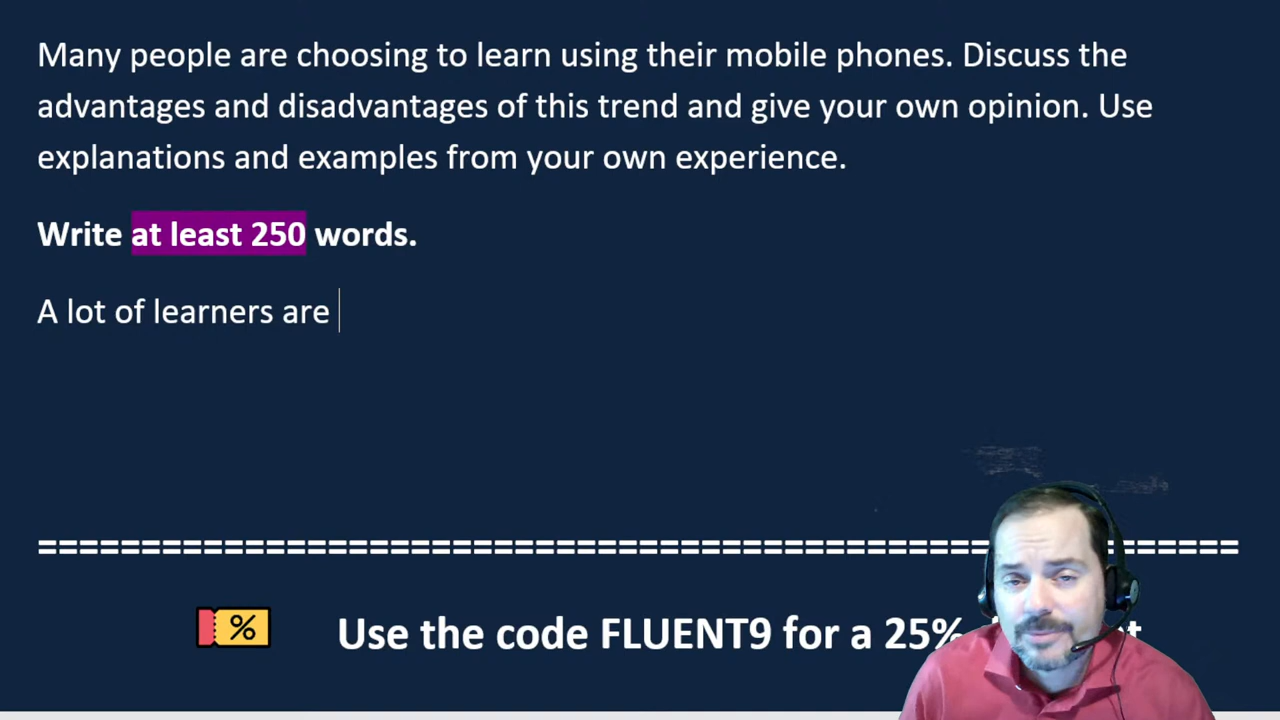 Many people are choosing to learn using their mobile phones. Discuss the
advantages and disadvantages of this trend and give your own opinion. Use
explanations and examples from your own experience.
Write at least 250 words.
A lot of learners are
==========================================================
%
Use the code FLUENT9 for a 25%